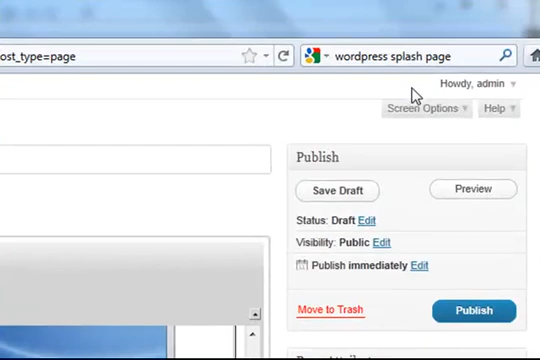 ost_type=page
wordpress splash page
Howdy, admin
Screen Options
Help
Publish
Save Draft
Preview
Status: Draft Edit
Visibility: Public Edit
Publish immediately Edit
Move to Trash
Publish